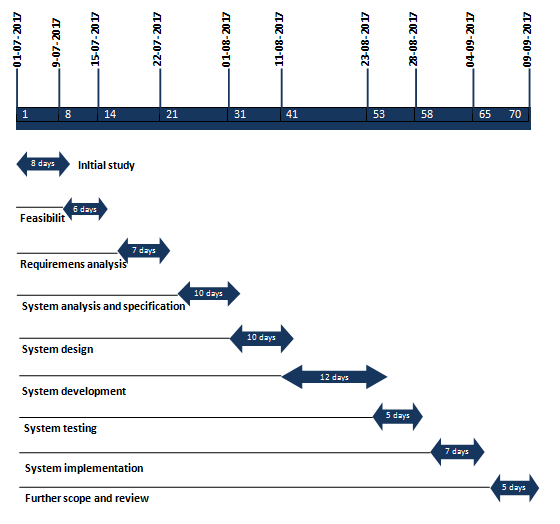 01-07-2017
9-07-2017
15-07-2017
22-07-2017
01-08-2017
11-08-2017
23-08-2017
28-08-2017
04-09-2017
09-09-2017
1 8 14 21 31 41 53 58 65 70
8 days Initial study
6 days
Feasibilit
7 days
Requiremens analysis
10 days
System analysis and specification
10 days
System design
12 days
System development
5 days
System testing
7 days
System implementation
5 days
Further scope and review